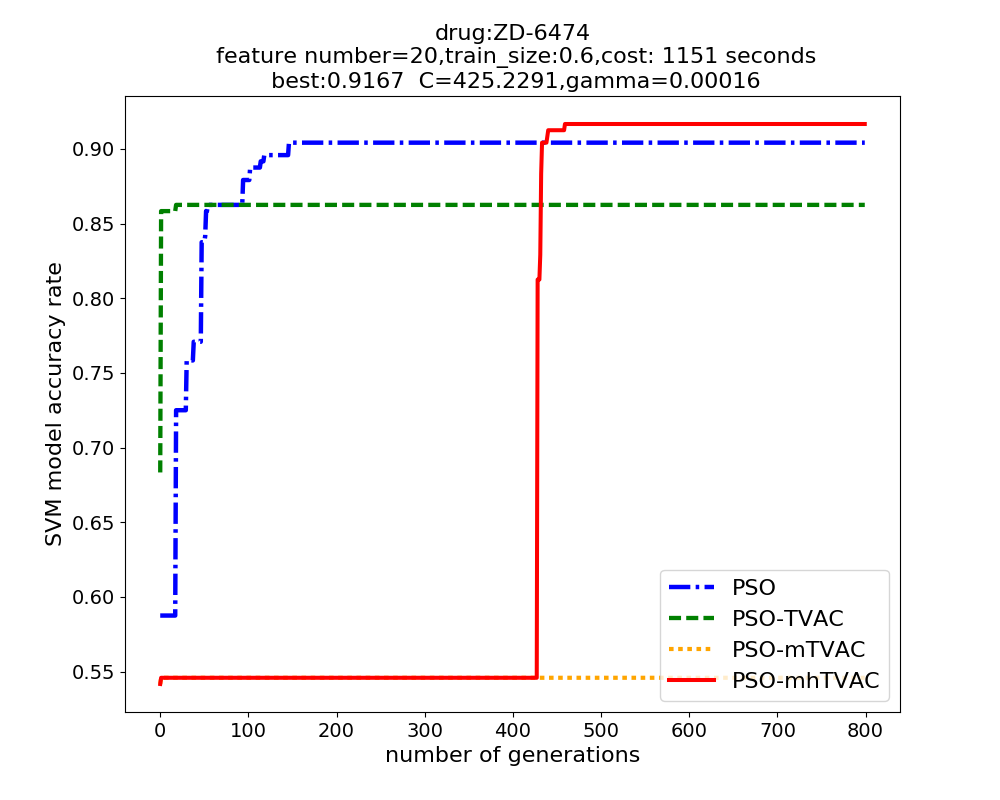 drug:ZD-6474
feature number=20,train_size:0.6,cost: 1151 seconds
best:0.9167  C=425.2291,gamma=0.00016
SVM model accuracy rate
0.90
0.85
0.80
0.75
0.70
0.65
0.60
0.55
PSO
PSO-TVAC
PSO-mTVAC
PSO-mhTVAC
0 100 200 300 400 500 600 700 800
number of generations